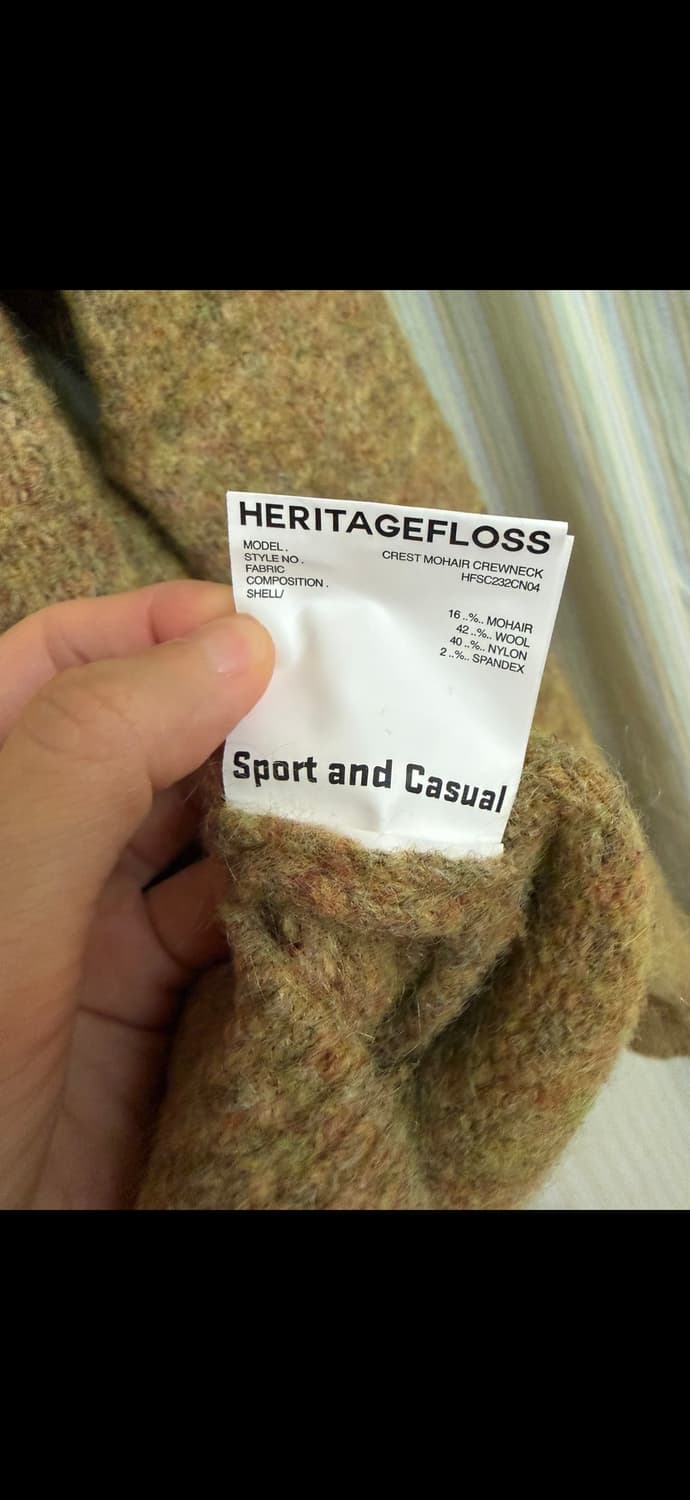 HERITAGEFLOSS
MODEL.
CREST MOHAIR CREWNECK
STYLE NO.
HFSC232CN04
FABRIC
COMPOSITION.
SHELL/
16 ..%.. MOHAIR
42 ..%.. WOOL
40 ..%.. NYLON
2 ..%.. SPANDEX
Sport and Casual